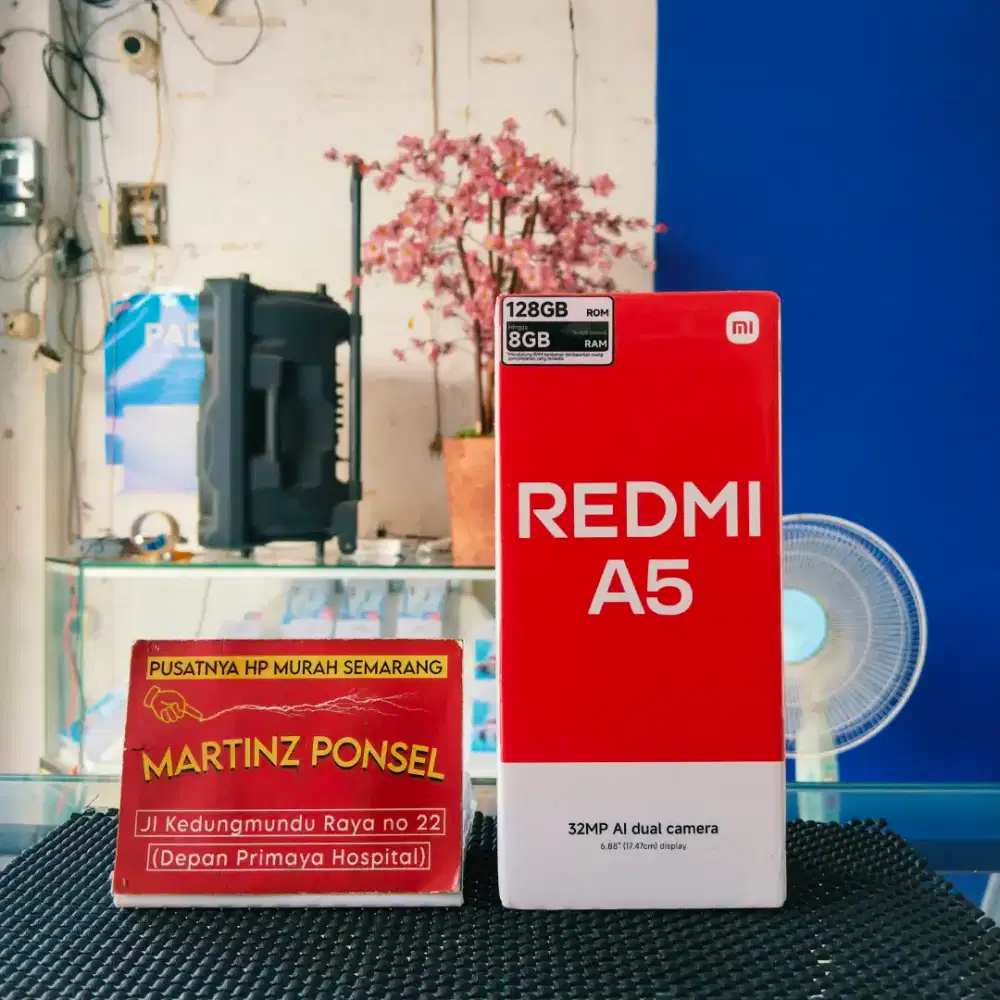 PAD
128GB ROM
Hingga
8GB RAM
mi
REDMI
A5
32MP AI dual camera
6.88" (17.47cm) display
PUSATNYA HP MURAH SEMARANG
MARTINZ PONSEL
Jl Kedungmundu Raya no 22
(Depan Primaya Hospital)